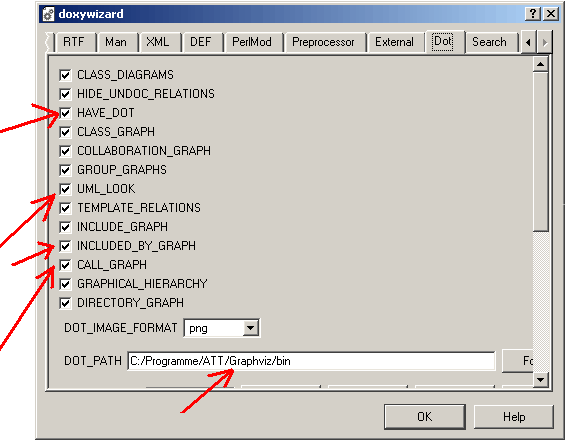 doxywizard
RTF Man XML DEF PerlMod Preprocessor External Dot Search
CLASS_DIAGRAMS
HIDE_UNDOC_RELATIONS
HAVE_DOT
CLASS_GRAPH
COLLABORATION_GRAPH
GROUP_GRAPHS
UML_LOOK
TEMPLATE_RELATIONS
INCLUDE_GRAPH
INCLUDED_BY_GRAPH
CALL_GRAPH
GRAPHICAL_HIERARCHY
DIRECTORY_GRAPH
DOT_IMAGE_FORMAT png
DOT_PATH C:/Programme/ATT/Graphviz/bin Fo
OK Help